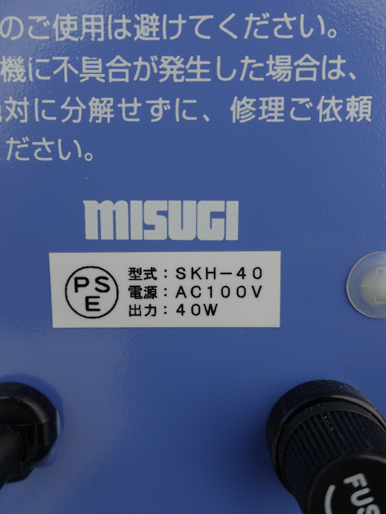 のご使用は避けてください。
機に不具合が発生した場合は、
絶対に分解せずに、修理ご依頼
ださい。
MISUGI
PSE
型式：SKH-40
電源：AC100V
出力：40W
FUS